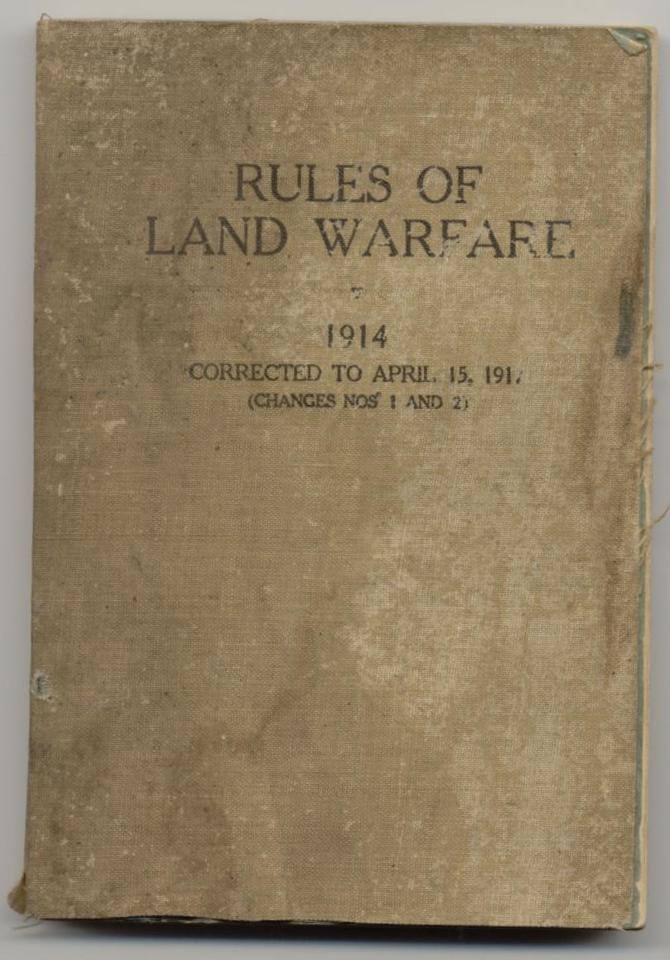 RULES OF
LAND WARFARE
1914
CORRECTED TO APRIL 15, 1917
(CHANGES NOS 1 AND 2)